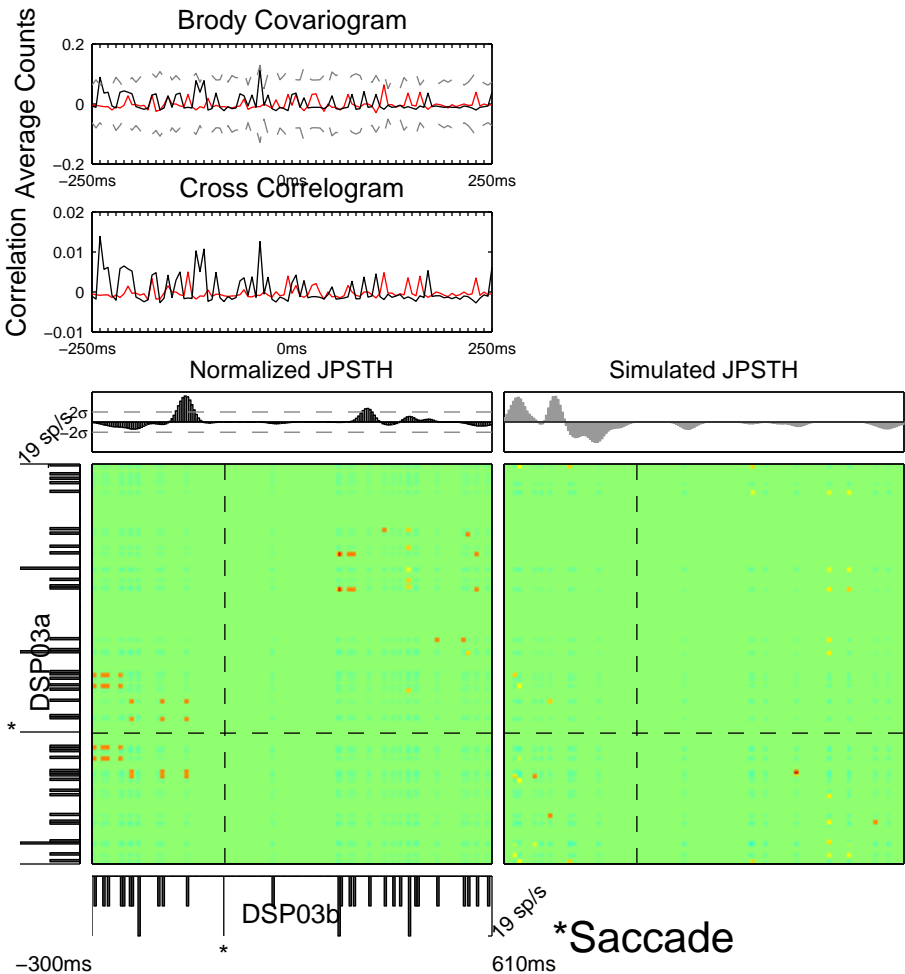 Brody Covariogram
Average Counts
0.2
0
−0.2
−250ms
0ms
250ms
Cross Correlogram
Correlation
0.02
0.01
0
−0.01
−250ms
0ms
250ms
Normalized JPSTH
Simulated JPSTH
2σ
−2σ
19 sp/s
DSP03a
*
DSP03b
*
19 sp/s
*Saccade
−300ms
610ms